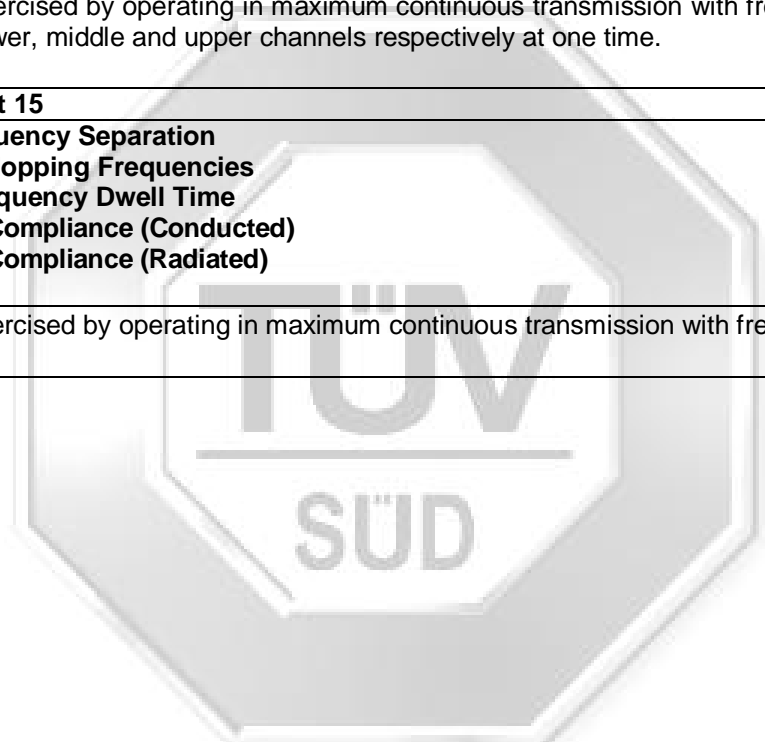 ercised by operating in maximum continuous transmission with fre
wer, middle and upper channels respectively at one time.
t 15
uency Separation
opping Frequencies
quency Dwell Time
Compliance (Conducted)
Compliance (Radiated)
ercised by operating in maximum continuous transmission with fre
TÜV
SÜD